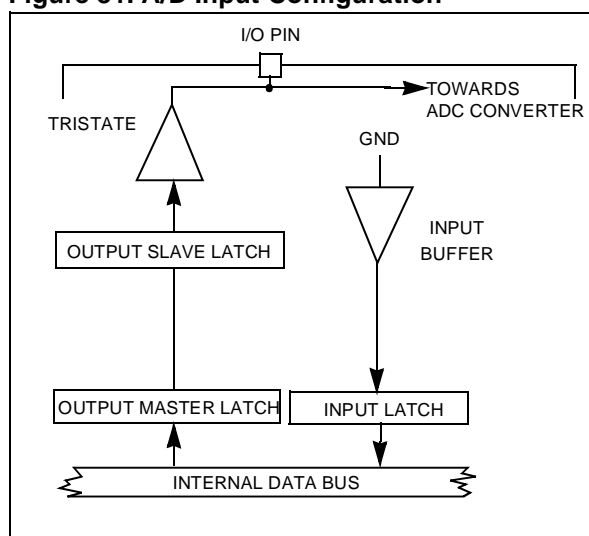 Figure A/D Input Configuration
I/O PIN
TOWARDS
ADC CONVERTER
TRISTATE
GND
INPUT
BUFFER
OUTPUT SLAVE LATCH
OUTPUT MASTER LATCH
INPUT LATCH
INTERNAL DATA BUS